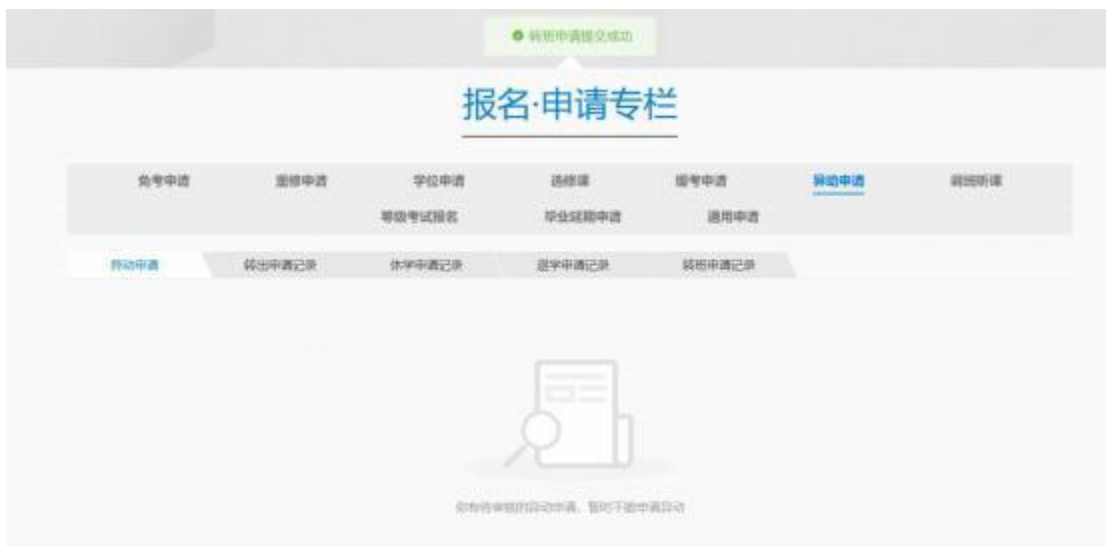 转班申请提交成功
报名·申请专栏
免考申请 重修申请 学位申请 选修课 缓考申请 异动申请 跨班听课
等级考试报名 毕业延期申请 通用申请
异动申请 转出申请记录 休学申请记录 退学申请记录 转班申请记录
你有待审核的异动申请，暂时不能申请异动